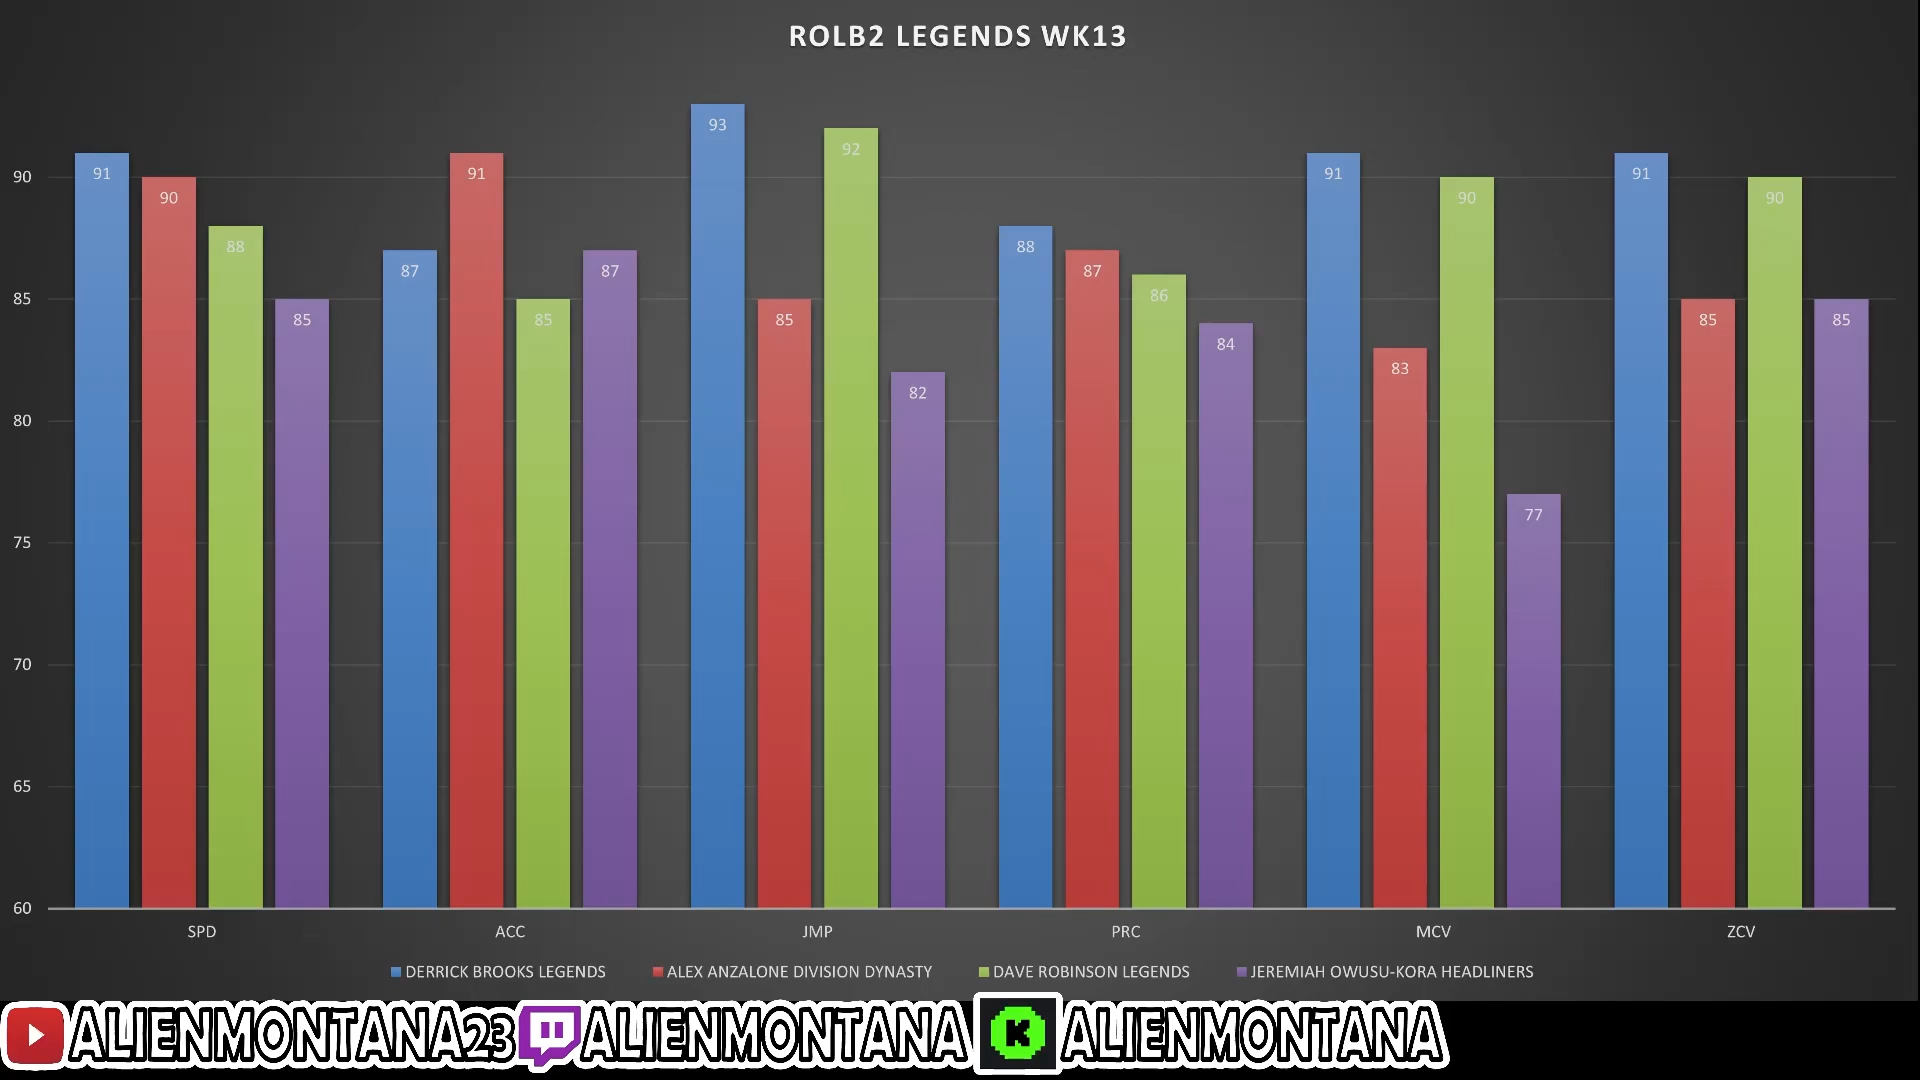 ROLB2 LEGENDS WK13
93
92
91 91 91 91
90 90 90 90
88 88
87 87 87
86
85 85 85 85 85 85
84
83
82
80
77
75
70
65
60
SPD ACC JMP PRC MCV ZCV
DERRICK BROOKS LEGENDS ALEX ANZALONE DIVISION DYNASTY DAVE ROBINSON LEGENDS JEREMIAH OWUSU-KORA HEADLINERS
ALIENMONTANA23 ALIENMONTANA K ALIENMONTANA